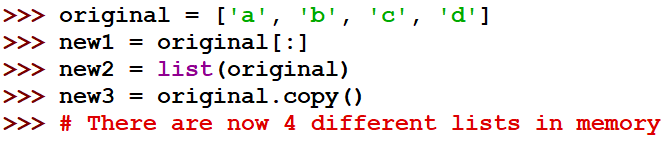 >>> original = ['a', 'b', 'c', 'd']
>>> new1 = original[:]
>>> new2 = list(original)
>>> new3 = original.copy()
>>> # There are now 4 different lists in memory